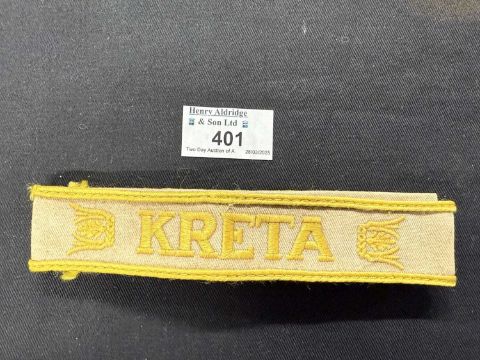 Henry Aldridge
& Son Ltd
401
Two Day Auction of A
KRETA